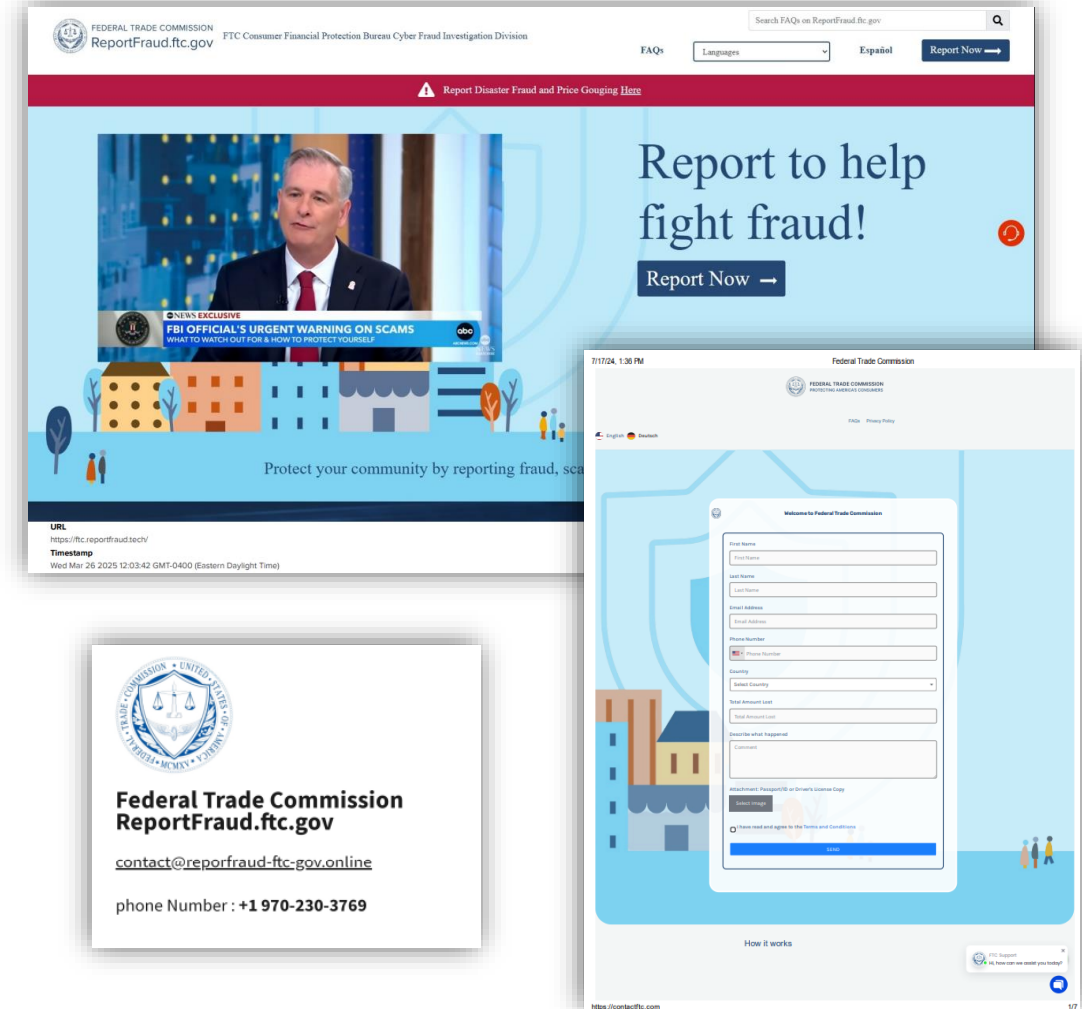 FEDERAL TRADE COMMISSION
ReportFraud.ftc.gov
FTC Consumer Financial Protection Bureau Cyber Fraud Investigation Division
Search FAQs on ReportFraud.ftc.gov
FAQs
Languages
Español
Report Now
Report Disaster Fraud and Price Gouging Here
Report to help
fight fraud!
Report Now
NEWS EXCLUSIVE
FBI OFFICIAL'S URGENT WARNING ON SCAMS
WHAT TO WATCH OUT FOR & HOW TO PROTECT YOURSELF
abc
Protect your community by reporting fraud, sca
URL
https://ftc.reportfraud.tech/
Timestamp
Wed Mar 26 2025 12:03:42 GMT-0400 (Eastern Daylight Time)
7/17/24, 1:36 PM
Federal Trade Commission
FEDERAL TRADE COMMISSION
PROTECTING AMERICA'S CONSUMERS
FAQs Privacy Policy
English Deutsch
Welcome to Federal Trade Commission
First Name
First Name
Last Name
Last Name
Email Address
Email Address
Phone Number
Phone Number
Country
Select Country
Total Amount Lost
Total Amount Lost
Describe what happened
Comment
Attachment: Passport/ID or Driver's License Copy
Select Image
I have read and agree to the Terms and Conditions
SEND
How it works
FTC Support
Hi, how can we assist you today?
https://contactftc.com
1/7
FEDERAL • TRADE • COMMISSION • UNITED • STATES • OF • AMERICA
MCMXV
Federal Trade Commission
ReportFraud.ftc.gov
contact@reporfraud-ftc-gov.online
phone Number : +1 970-230-3769